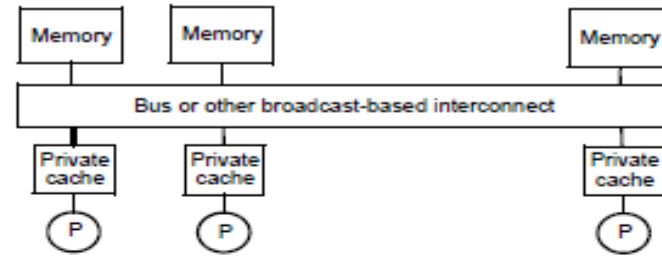 Memory Memory Memory
Bus or other broadcast-based interconnect
Private Private Private
cache cache cache
P P P